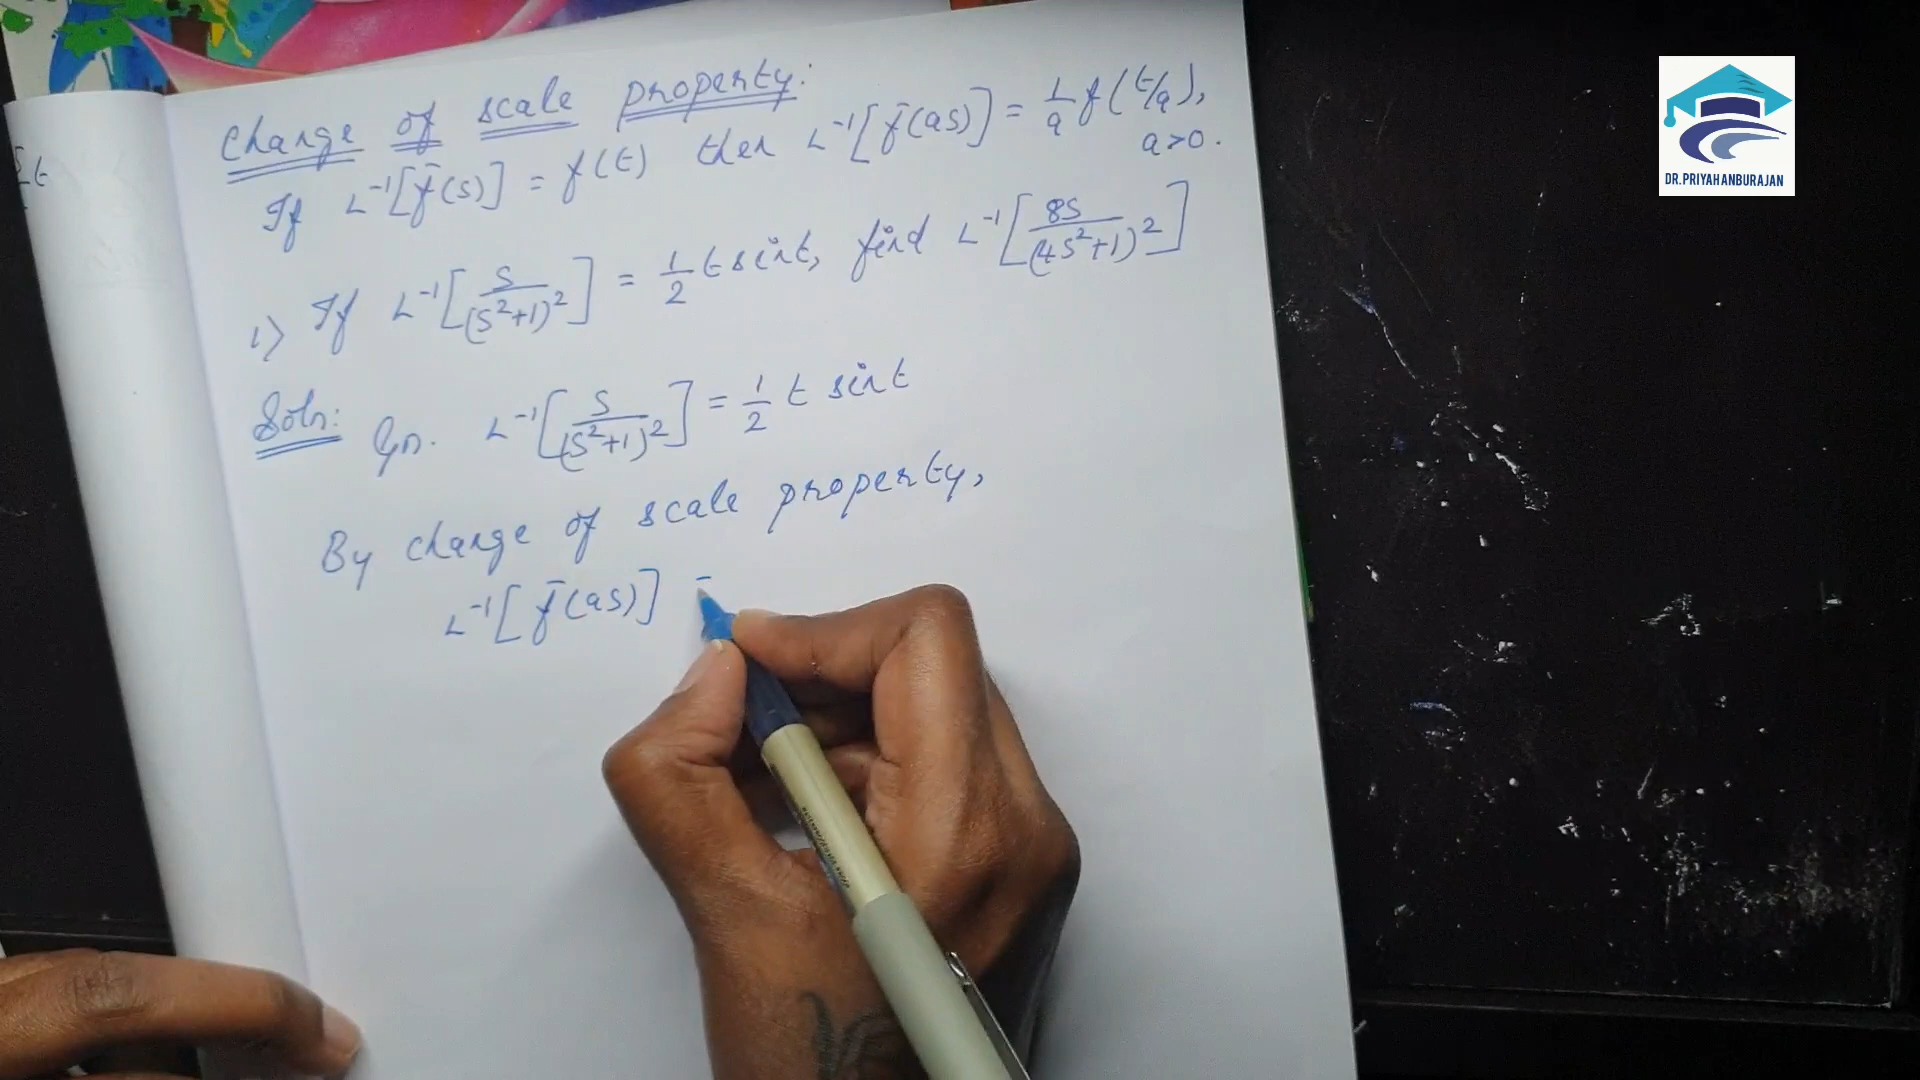 Change of scale property:
If L⁻¹[f̄(s)] = f(t) then L⁻¹[f̄(as)] = 1/a f(t/a), a>0.
1) If L⁻¹[s/(s²+1)²] = 1/2 t sint, find L⁻¹[8s/(4s²+1)²]
Soln: Gn. L⁻¹[s/(s²+1)²] = 1/2 t sint
By change of scale property,
L⁻¹[f̄(as)] -
DR.PRIYAHANBURAJAN